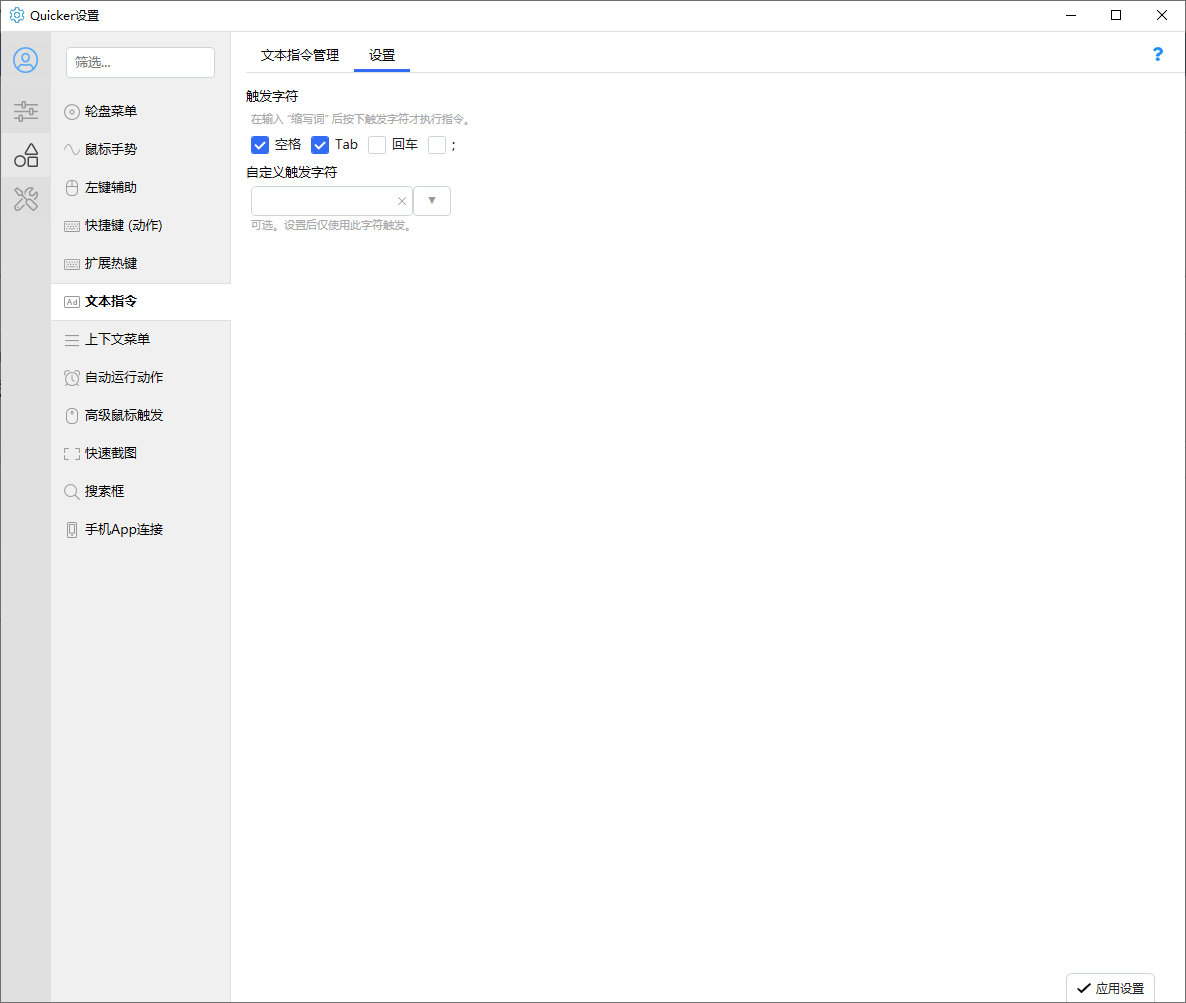 Quicker设置
筛选...
轮盘菜单
鼠标手势
左键辅助
快捷键 (动作)
扩展热键
Ad 文本指令
上下文菜单
自动运行动作
高级鼠标触发
快速截图
搜索框
手机App连接
文本指令管理 设置 ?
触发字符
在输入 “缩写词” 后按下触发字符才执行指令。
空格 Tab 回车 ;
自定义触发字符
可选。设置后仅使用此字符触发。
应用设置